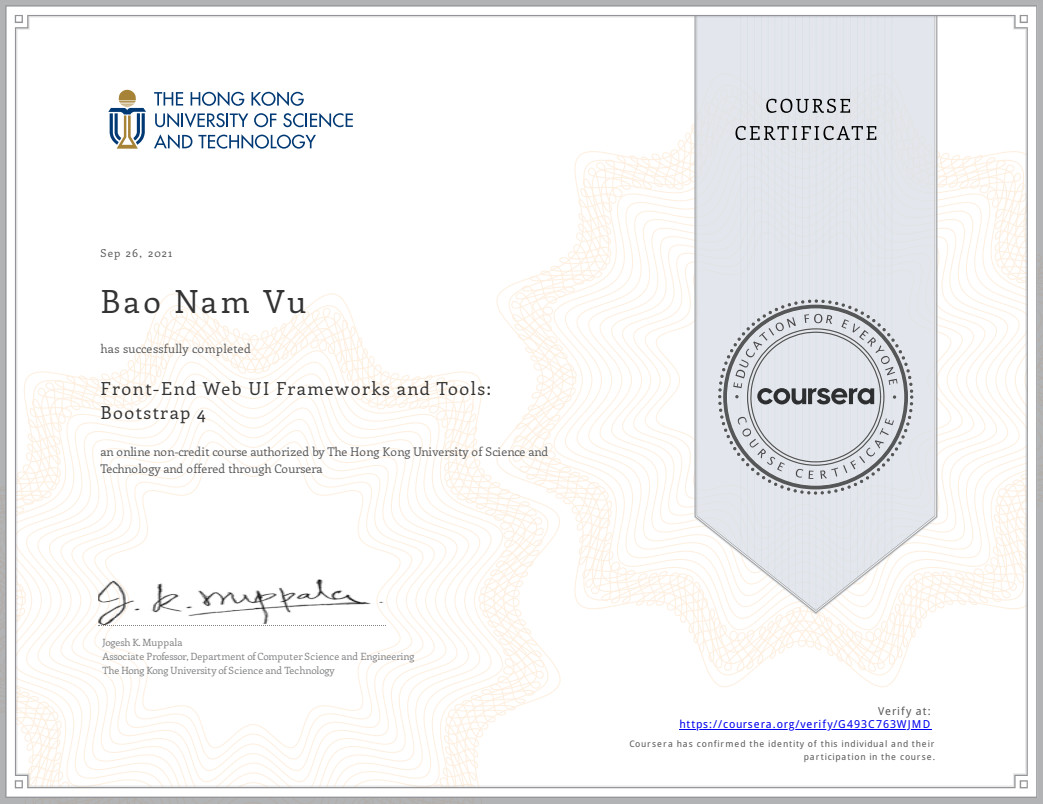 THE HONG KONG
UNIVERSITY OF SCIENCE
AND TECHNOLOGY
COURSE
CERTIFICATE
Sep 26, 2021
Bao Nam Vu
has successfully completed
Front-End Web UI Frameworks and Tools:
Bootstrap 4
an online non-credit course authorized by The Hong Kong University of Science and
Technology and offered through Coursera
EDUCATION FOR EVERYONE
coursera
COURSE CERTIFICATE
J. K. Muppala
Jogesh K. Muppala
Associate Professor, Department of Computer Science and Engineering
The Hong Kong University of Science and Technology
Verify at:
https://coursera.org/verify/G493C763WJMD
Coursera has confirmed the identity of this individual and their
participation in the course.